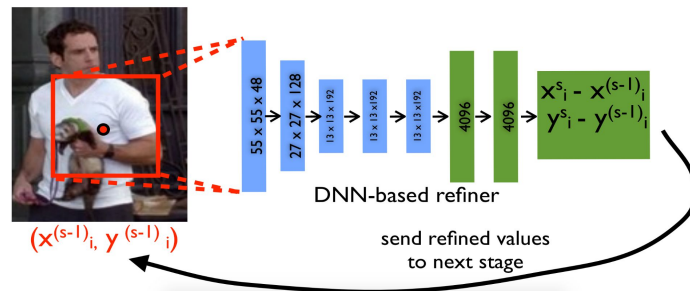 55 x 55 x 48
27 x 27 x 128
13 x 13 x 192
13 x 13 x192
13 x 13 x 192
4096
4096
xˢᵢ - x⁽ˢ⁻¹⁾ᵢ
yˢᵢ - y⁽ˢ⁻¹⁾ᵢ
DNN-based refiner
(x⁽ˢ⁻¹⁾ᵢ, y⁽ˢ⁻¹⁾ᵢ)
send refined values
to next stage